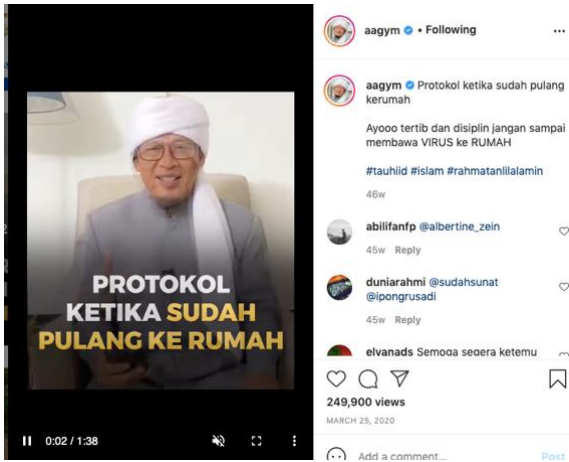 aagym • Following
aagym Protokol ketika sudah pulang
kerumah
Ayooo tertib dan disiplin jangan sampai
membawa VIRUS ke RUMAH
#tauhiid #islam #rahmatanlilalamin
46w
abilifanfp @albertine_zein
45w Reply
duniarahmi @sudahsunat
@ipongrusadi
45w Reply
elvanads Semoga segera ketemu
249,900 views
MARCH 25, 2020
Add a comment... Post
PROTOKOL
KETIKA SUDAH
PULANG KE RUMAH
0:02 / 1:38